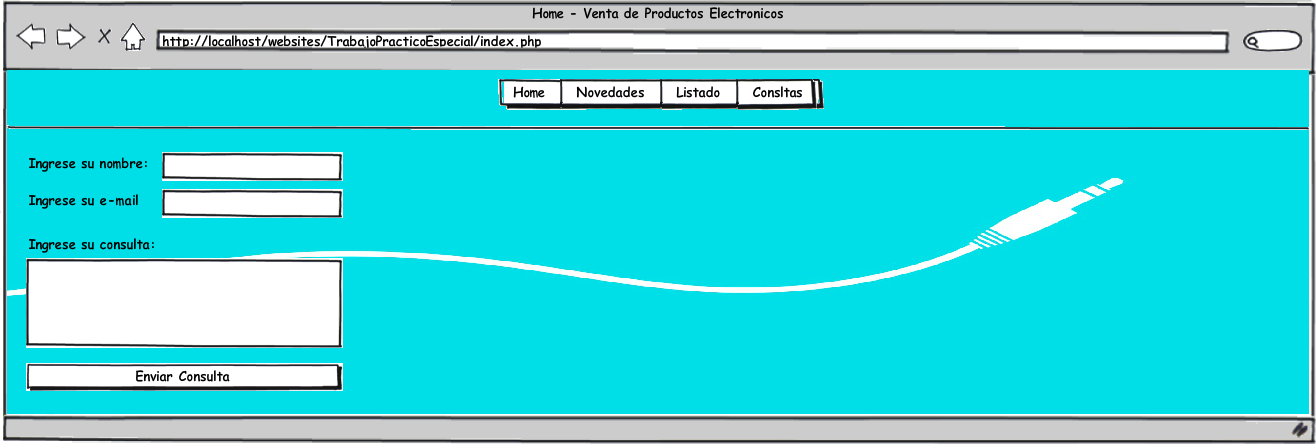 Home - Venta de Productos Electronicos
http://localhost/websites/TrabajoPracticoEspecial/index.php
Home Novedades Listado Consltas
Ingrese su nombre:
Ingrese su e-mail
Ingrese su consulta:
Enviar Consulta